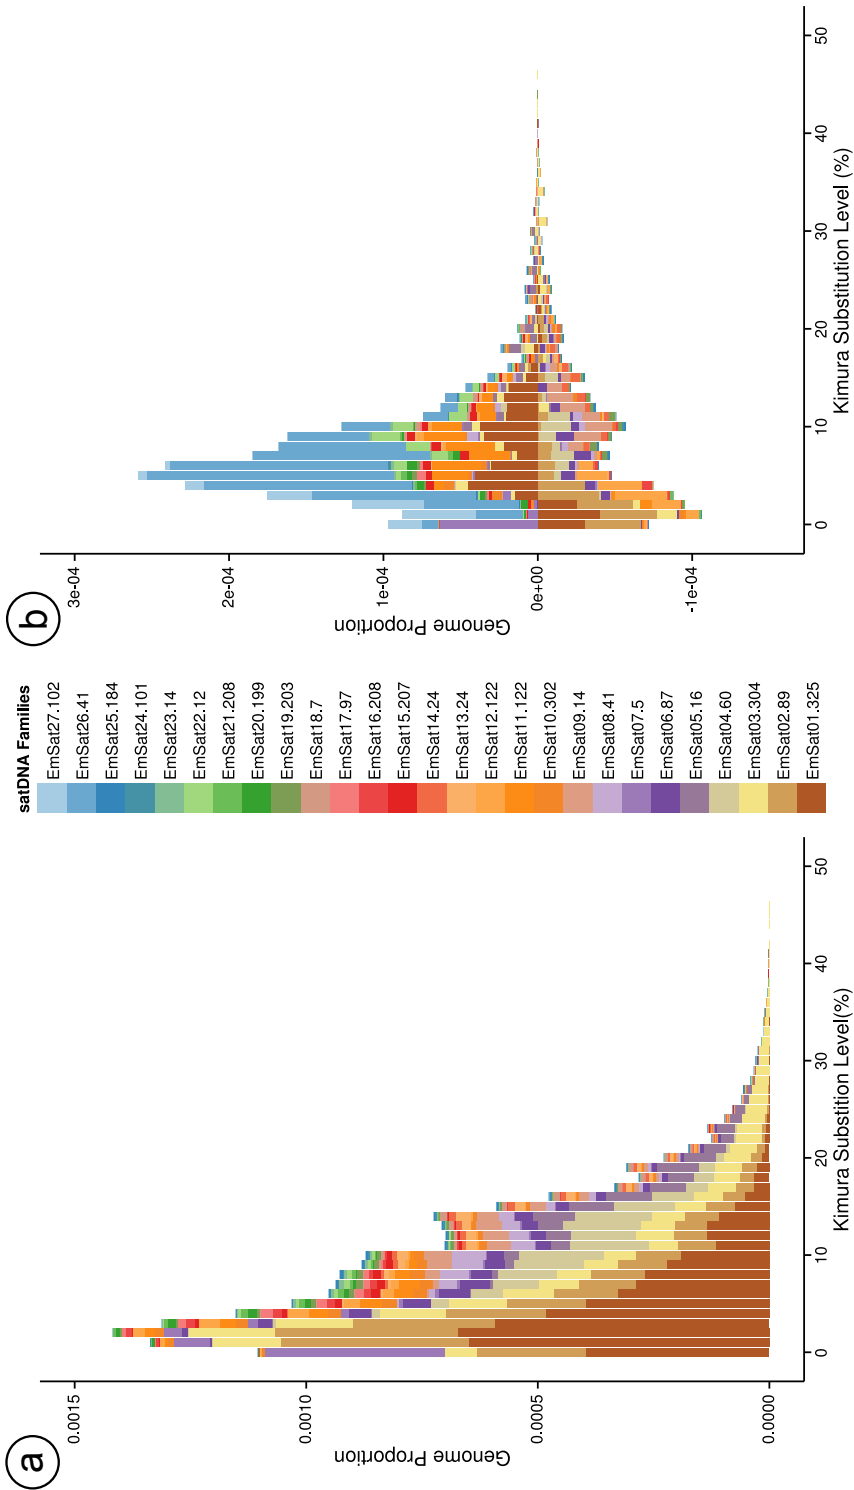 a
Genome Proportion
0.0015
0.0010
0.0005
0.0000
0
10
20
30
40
50
Kimura Substition Level(%)
satDNA Families
EmSat27.102
EmSat26.41
EmSat25.184
EmSat24.101
EmSat23.14
EmSat22.12
EmSat21.208
EmSat20.199
EmSat19.203
EmSat18.7
EmSat17.97
EmSat16.208
EmSat15.207
EmSat14.24
EmSat13.24
EmSat12.122
EmSat11.122
EmSat10.302
EmSat09.14
EmSat08.41
EmSat07.5
EmSat06.87
EmSat05.16
EmSat04.60
EmSat03.304
EmSat02.89
EmSat01.325
b
Genome Proportion
3e-04
2e-04
1e-04
0e+00
-1e-04
0
10
20
30
40
50
Kimura Substitution Level (%)